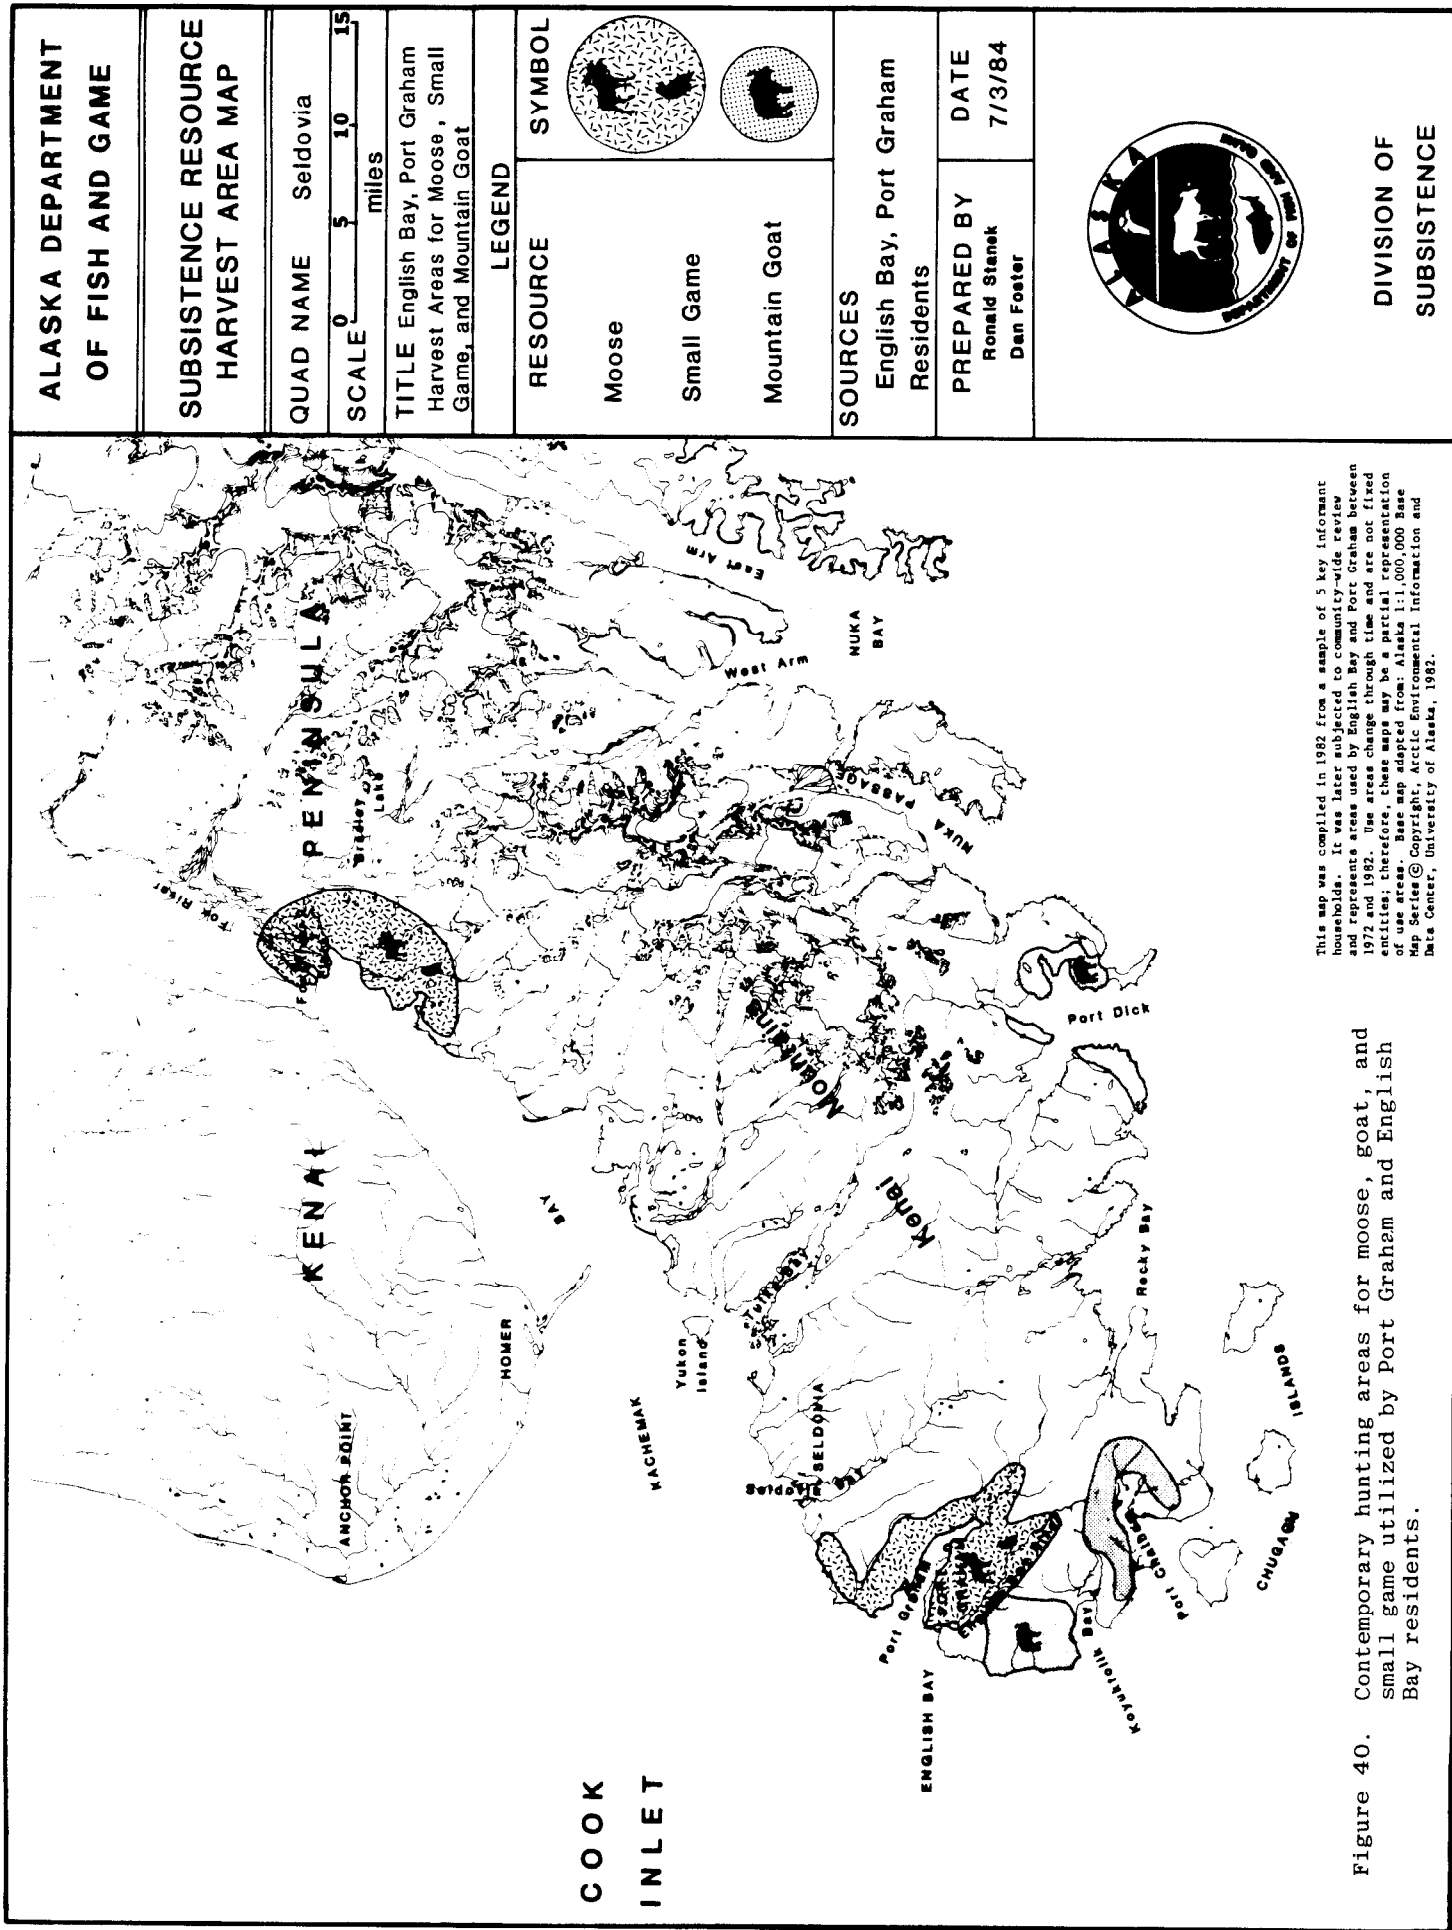 ALASKA DEPARTMENT
OF FISH AND GAME
SUBSISTENCE RESOURCE
HARVEST AREA MAP
QUAD NAME Seldovia
SCALE 0 5 10 15
miles
TITLE English Bay, Port Graham
Harvest Areas for Moose, Small
Game, and Mountain Goat
LEGEND
RESOURCE SYMBOL
Moose
Small Game
Mountain Goat
SOURCES
English Bay, Port Graham
Residents
PREPARED BY
Ronald Stanek
Dan Foster
DATE
7/3/84
ALASKA
DEPARTMENT OF FISH AND GAME
DIVISION OF
SUBSISTENCE
KENAI PENINSULA
Fox River
Bradley
Lake
ANCHOR POINT
HOMER
BAY
KACHEMAK
Yukon
Island
East Arm
West Arm
NUKA
BAY
NUKA PASSAGE
Kenai Mountains
COOK
INLET
SELDOVIA
Seldovia BAY
Port Graham
PORT
GRAHAM
ENGLISH BAY
Koyuktolik Bay
Port Chatham
Rocky Bay
Port Dick
CHUGACH ISLANDS
This map was compiled in 1982 from a sample of 5 key informant
households. It was later subjected to community-wide review
and represents areas used by English Bay and Port Graham between
1972 and 1982. Use areas change through time and are not fixed
entities; therefore, these maps may be a partial representation
of use areas. Base map adapted from: Alaska 1:1,000,000 Base
Map Series © Copyright, Arctic Environmental Information and
Data Center, University of Alaska, 1982.
Figure 40. Contemporary hunting areas for moose, goat, and
small game utilized by Port Graham and English
Bay residents.